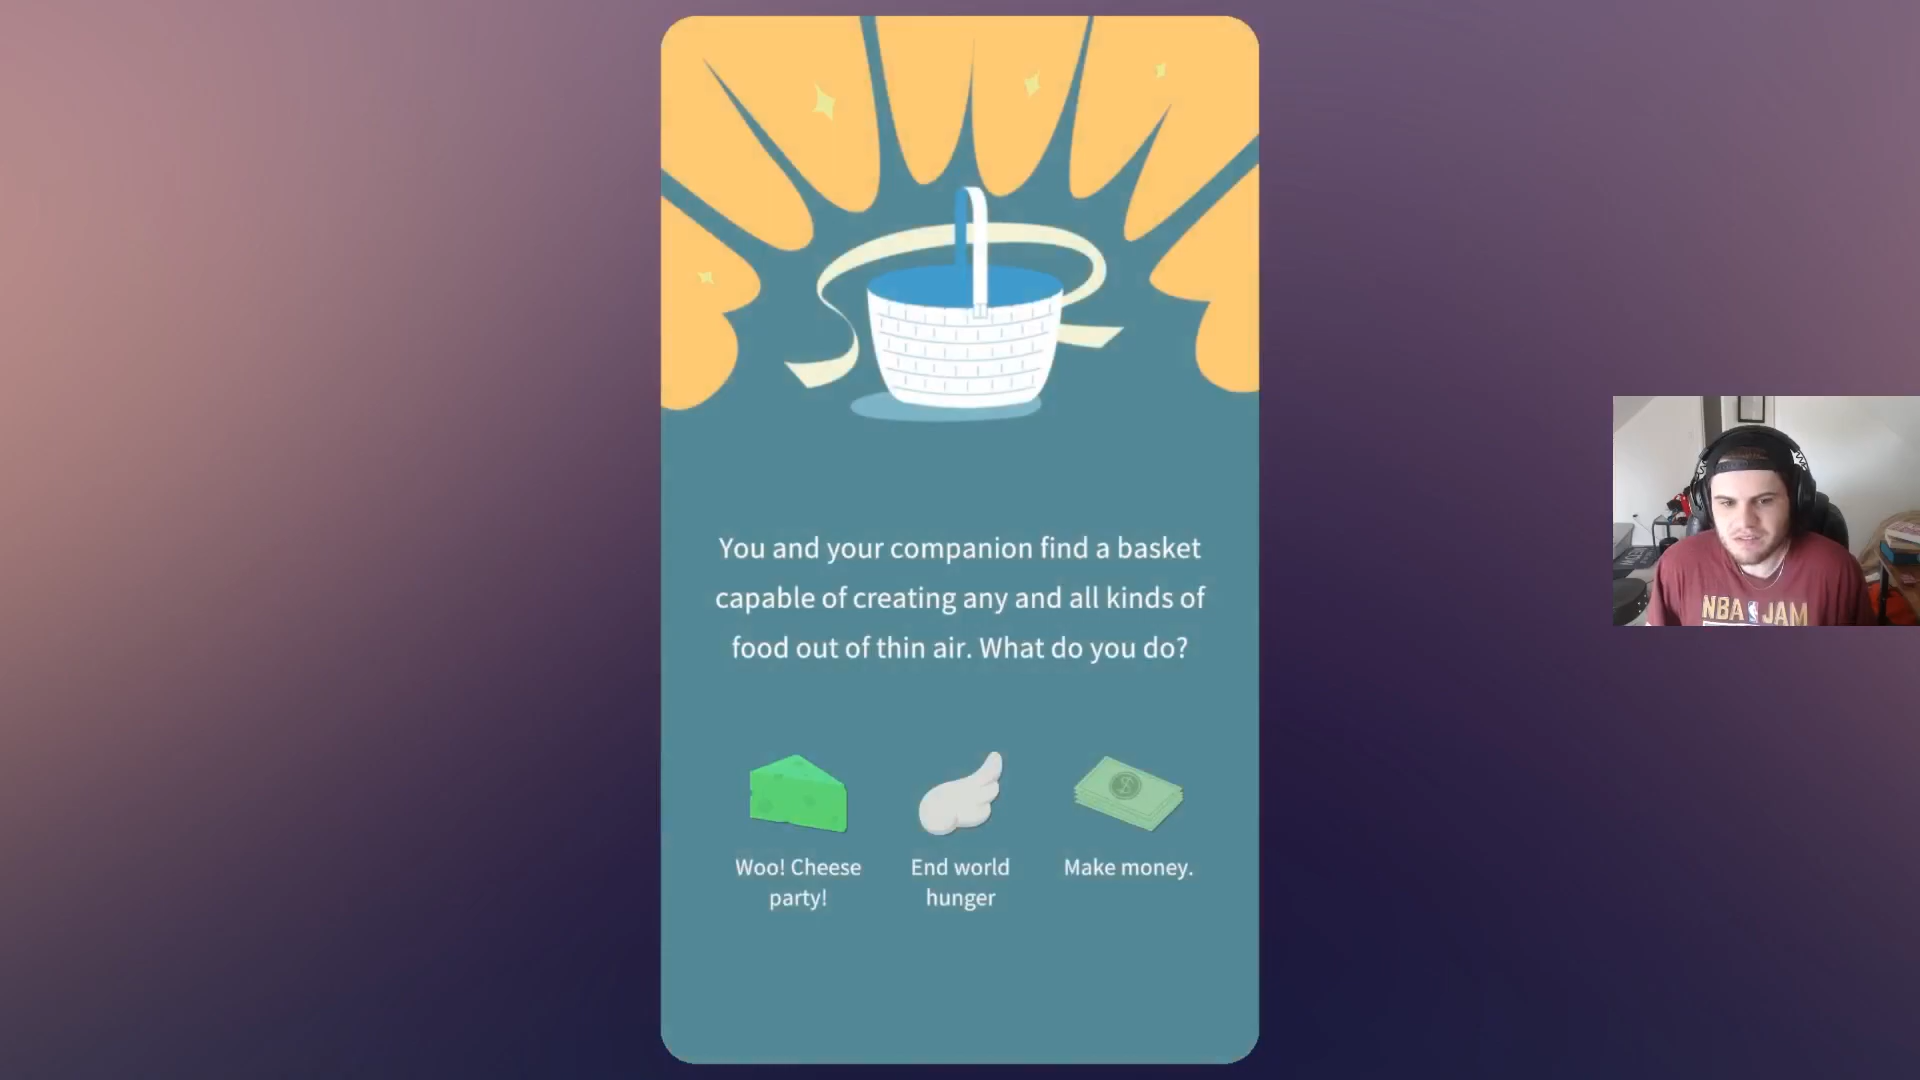 You and your companion find a basket
capable of creating any and all kinds of
food out of thin air. What do you do?
Woo! Cheese
party!
End world
hunger
Make money.
NBA JAM